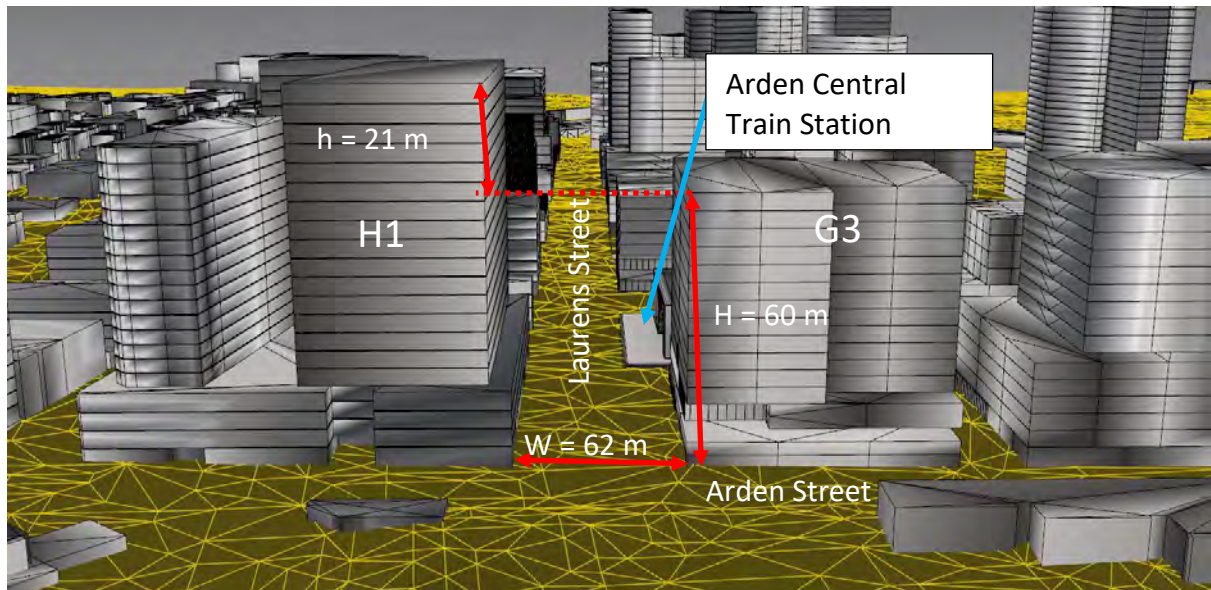 Arden Central
Train Station
h = 21 m
H1
G3
Laurens Street
H = 60 m
W = 62 m
Arden Street